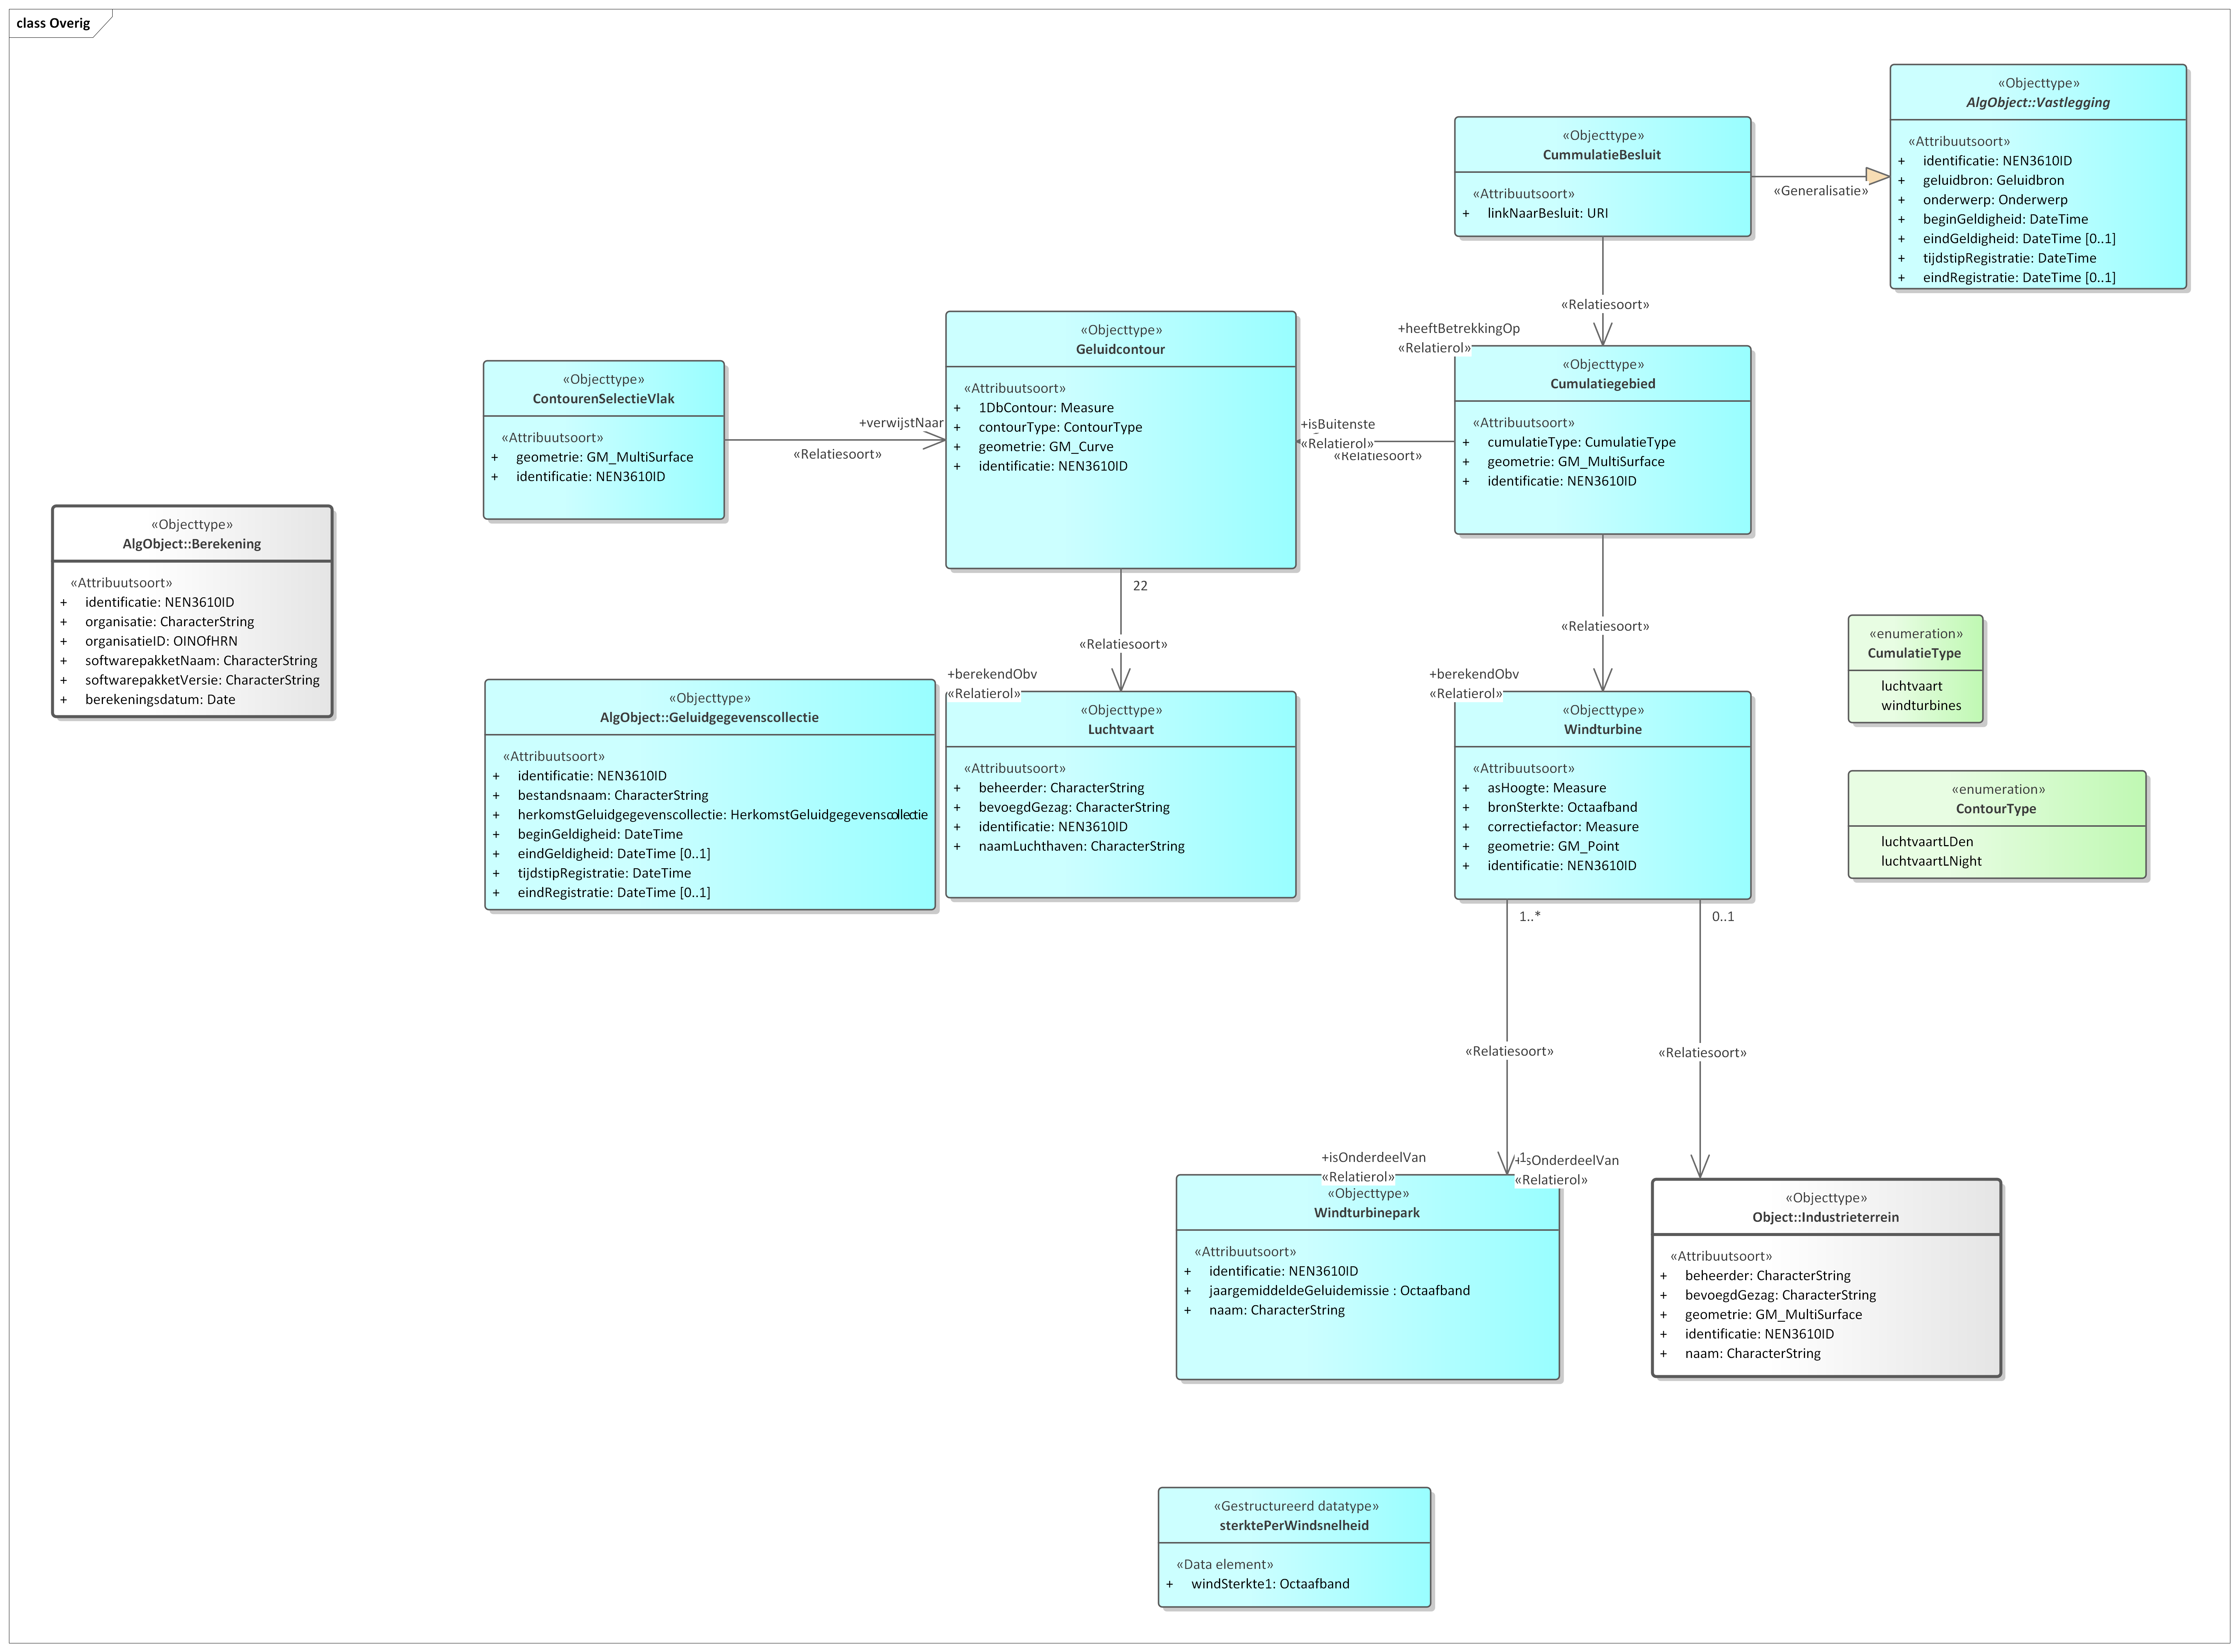 class Overig
«Objecttype»
AlgObject::Vastlegging
«Attribuutsoort»
+ identificatie: NEN3610ID
+ geluidbron: Geluidbron
+ onderwerp: Onderwerp
+ beginGeldigheid: DateTime
+ eindGeldigheid: DateTime [0..1]
+ tijdstipRegistratie: DateTime
+ eindRegistratie: DateTime [0..1]
«Objecttype»
CummulatieBesluit
«Attribuutsoort»
+ linkNaarBesluit: URI
«Generalisatie»
«Relatiesoort»
+heeftBetrekkingOp
«Relatierol»
«Objecttype»
Geluidcontour
«Attribuutsoort»
+ 1DbContour: Measure
+ contourType: ContourType
+ geometrie: GM_Curve
+ identificatie: NEN3610ID
«Objecttype»
Cumulatiegebied
«Attribuutsoort»
+ cumulatieType: CumulatieType
+ geometrie: GM_MultiSurface
+ identificatie: NEN3610ID
«Objecttype»
ContourenSelectieVlak
«Attribuutsoort»
+ geometrie: GM_MultiSurface
+ identificatie: NEN3610ID
+verwijstNaar
«Relatiesoort»
+isBuitenste
«Relatierol»
«Relatiesoort»
«Objecttype»
AlgObject::Berekening
«Attribuutsoort»
+ identificatie: NEN3610ID
+ organisatie: CharacterString
+ organisatieID: OINOfHRN
+ softwarepakketNaam: CharacterString
+ softwarepakketVersie: CharacterString
+ berekeningsdatum: Date
22
«Relatiesoort»
+berekendObv
«Relatierol»
«Relatiesoort»
+berekendObv
«Relatierol»
«enumeration»
CumulatieType
luchtvaart
windturbines
«Objecttype»
AlgObject::Geluidgegevenscollectie
«Attribuutsoort»
+ identificatie: NEN3610ID
+ bestandsnaam: CharacterString
+ herkomstGeluidgegevenscollectie: HerkomstGeluidgegevenscollectie
+ beginGeldigheid: DateTime
+ eindGeldigheid: DateTime [0..1]
+ tijdstipRegistratie: DateTime
+ eindRegistratie: DateTime [0..1]
«Objecttype»
Luchtvaart
«Attribuutsoort»
+ beheerder: CharacterString
+ bevoegdGezag: CharacterString
+ identificatie: NEN3610ID
+ naamLuchthaven: CharacterString
«Objecttype»
Windturbine
«Attribuutsoort»
+ asHoogte: Measure
+ bronSterkte: Octaafband
+ correctiefactor: Measure
+ geometrie: GM_Point
+ identificatie: NEN3610ID
«enumeration»
ContourType
luchtvaartLDen
luchtvaartLNight
1..*
0..1
«Relatiesoort»
«Relatiesoort»
+isOnderdeelVan
«Relatierol»
1
+isOnderdeelVan
«Relatierol»
«Objecttype»
Windturbinepark
«Attribuutsoort»
+ identificatie: NEN3610ID
+ jaargemiddeldeGeluidemissie : Octaafband
+ naam: CharacterString
«Objecttype»
Object::Industrieterrein
«Attribuutsoort»
+ beheerder: CharacterString
+ bevoegdGezag: CharacterString
+ geometrie: GM_MultiSurface
+ identificatie: NEN3610ID
+ naam: CharacterString
«Gestructureerd datatype»
sterktePerWindsnelheid
«Data element»
+ windSterkte1: Octaafband